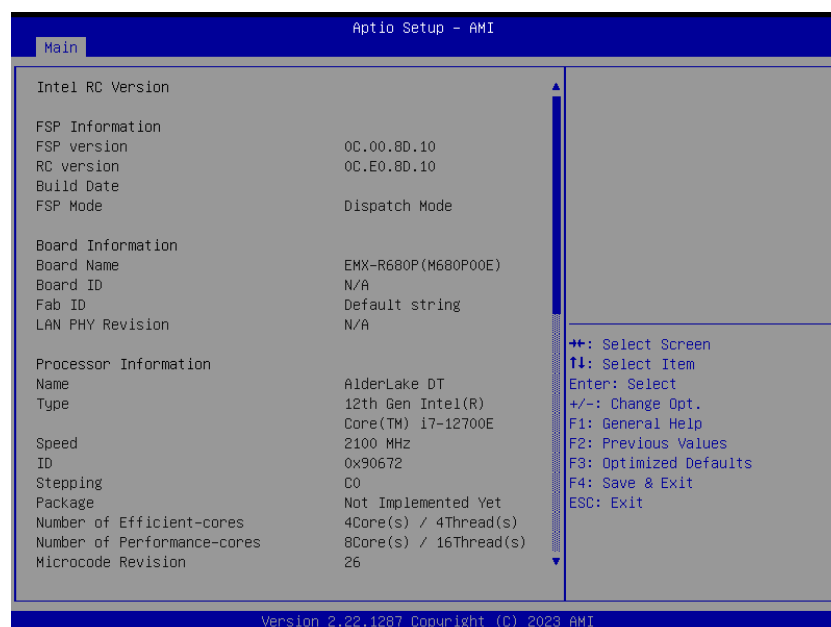 Aptio Setup – AMI
Main
Intel RC Version
FSP Information
FSP version 0C.00.8D.10
RC version 0C.E0.8D.10
Build Date
FSP Mode Dispatch Mode
Board Information
Board Name EMX-R680P(M680P00E)
Board ID N/A
Fab ID Default string
LAN PHY Revision N/A
Processor Information
Name AlderLake DT
Type 12th Gen Intel(R)
Core(TM) i7-12700E
Speed 2100 MHz
ID 0x90672
Stepping C0
Package Not Implemented Yet
Number of Efficient-cores 4Core(s) / 4Thread(s)
Number of Performance-cores 8Core(s) / 16Thread(s)
Microcode Revision 26
→←: Select Screen
↑↓: Select Item
Enter: Select
+/-: Change Opt.
F1: General Help
F2: Previous Values
F3: Optimized Defaults
F4: Save & Exit
ESC: Exit
Version 2.22.1287 Copyright (C) 2023 AMI